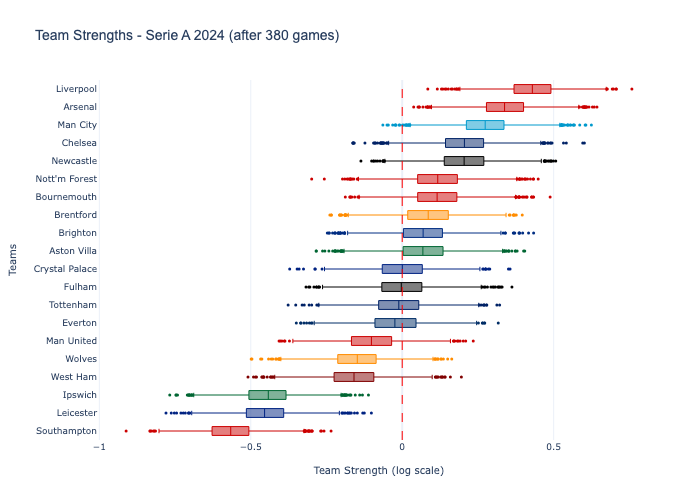 Team Strengths - Serie A 2024 (after 380 games)
Liverpool
Arsenal
Man City
Chelsea
Newcastle
Nott'm Forest
Bournemouth
Brentford
Brighton
Aston Villa
Crystal Palace
Fulham
Tottenham
Everton
Man United
Wolves
West Ham
Ipswich
Leicester
Southampton
Teams
−1 −0.5 0 0.5
Team Strength (log scale)